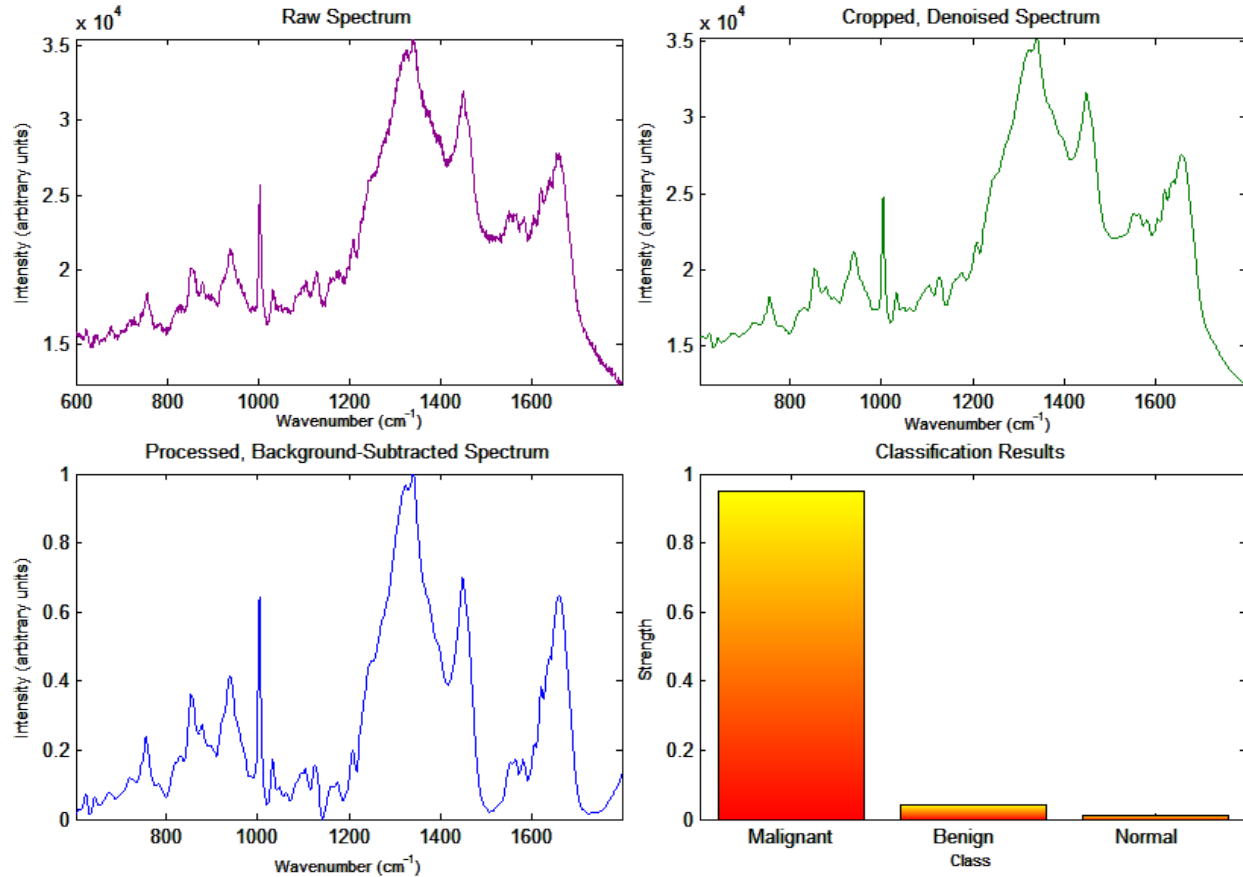 Raw Spectrum
x 10⁴
3.5
3
2.5
2
1.5
Intensity (arbitrary units)
600 800 1000 1200 1400 1600
Wavenumber (cm⁻¹)
Cropped, Denoised Spectrum
x 10⁴
3.5
3
2.5
2
1.5
Intensity (arbitrary units)
800 1000 1200 1400 1600
Wavenumber (cm⁻¹)
Processed, Background-Subtracted Spectrum
1
0.8
0.6
0.4
0.2
0
Intensity (arbitrary units)
600 800 1000 1200 1400 1600
Wavenumber (cm⁻¹)
Classification Results
1
0.8
0.6
0.4
0.2
0
Strength
Malignant Benign Normal
Class